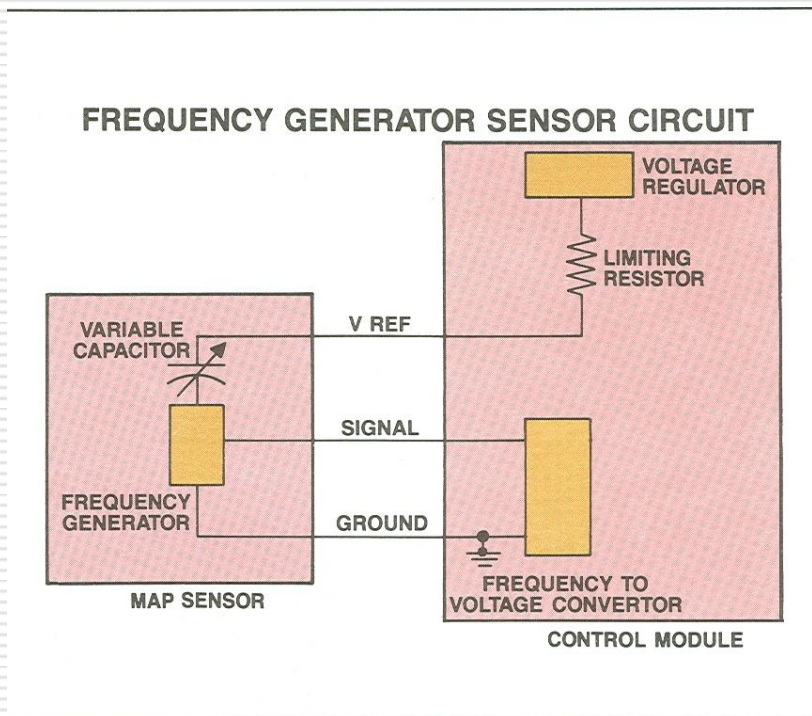 FREQUENCY GENERATOR SENSOR CIRCUIT
VOLTAGE
REGULATOR
LIMITING
RESISTOR
VARIABLE
CAPACITOR
V REF
SIGNAL
FREQUENCY
GENERATOR
GROUND
MAP SENSOR
FREQUENCY TO
VOLTAGE CONVERTOR
CONTROL MODULE